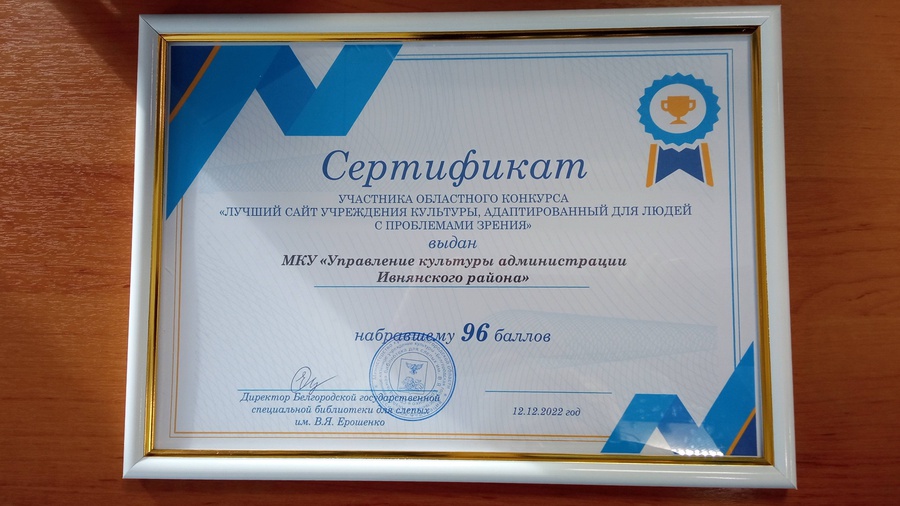 Сертификат
УЧАСТНИКА ОБЛАСТНОГО КОНКУРСА
«ЛУЧШИЙ САЙТ УЧРЕЖДЕНИЯ КУЛЬТУРЫ, АДАПТИРОВАННЫЙ ДЛЯ ЛЮДЕЙ
С ПРОБЛЕМАМИ ЗРЕНИЯ»
выдан
МКУ «Управление культуры администрации
Ивнянского района»
набравшему 96 баллов
Директор Белгородской государственной
специальной библиотеки для слепых
им. В.Я. Ерошенко
12.12.2022 год